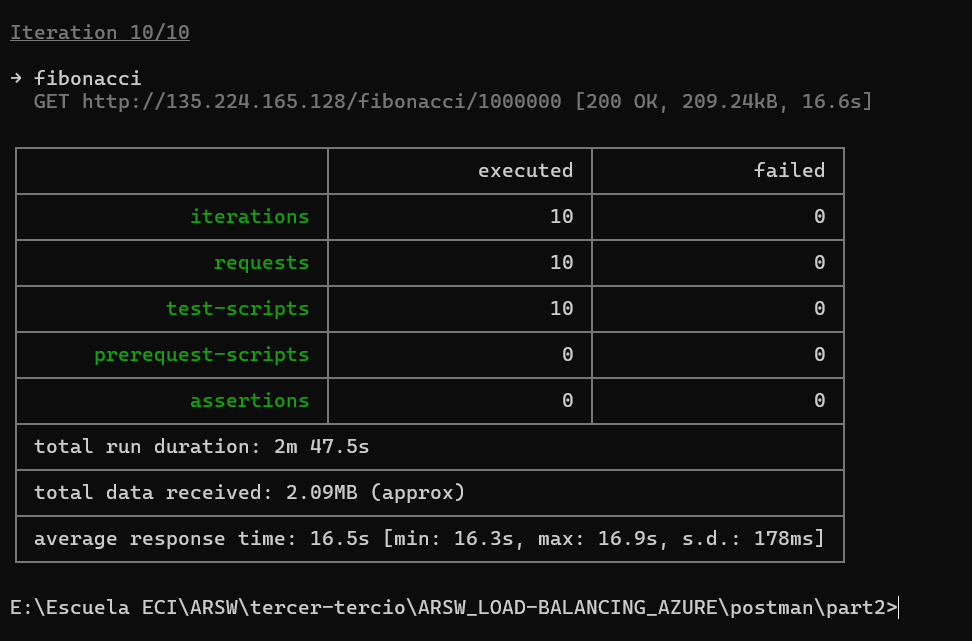 Iteration 10/10
→ fibonacci
GET http://135.224.165.128/fibonacci/1000000 [200 OK, 209.24kB, 16.6s]
executed failed
iterations 10 0
requests 10 0
test-scripts 10 0
prerequest-scripts 0 0
assertions 0 0
total run duration: 2m 47.5s
total data received: 2.09MB (approx)
average response time: 16.5s [min: 16.3s, max: 16.9s, s.d.: 178ms]
E:\Escuela ECI\ARSW\tercer-tercio\ARSW_LOAD-BALANCING_AZURE\postman\part2>